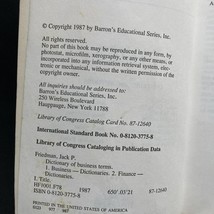 © Copyright 1987 by Barron's Educational Series, Inc.
All rights reserved.
No part of this book may be reproduced in any form, by
photostat, microfilm, xerography, or any other means,
or incorporated into any information retrieval system, electronic
or mechanical, without the written permission of the
copyright owner.
All inquiries should be addressed to:
Barron's Educational Series, Inc.
250 Wireless Boulevard
Hauppauge, New York 11788
Library of Congress Catalog Card No. 87-12640
International Standard Book No. 0-8120-3775-8
Library of Congress Cataloging in Publication Data
Friedman, Jack P.
Dictionary of business terms.
1. Business—Dictionaries. 2. Finance—
Dictionaries. I. Title.
HF1001.F78 1987 650'.03'21 87-12640
ISBN 0-8120-3775-8
PRINTED IN THE UNITED STATES OF AMERICA
977
A